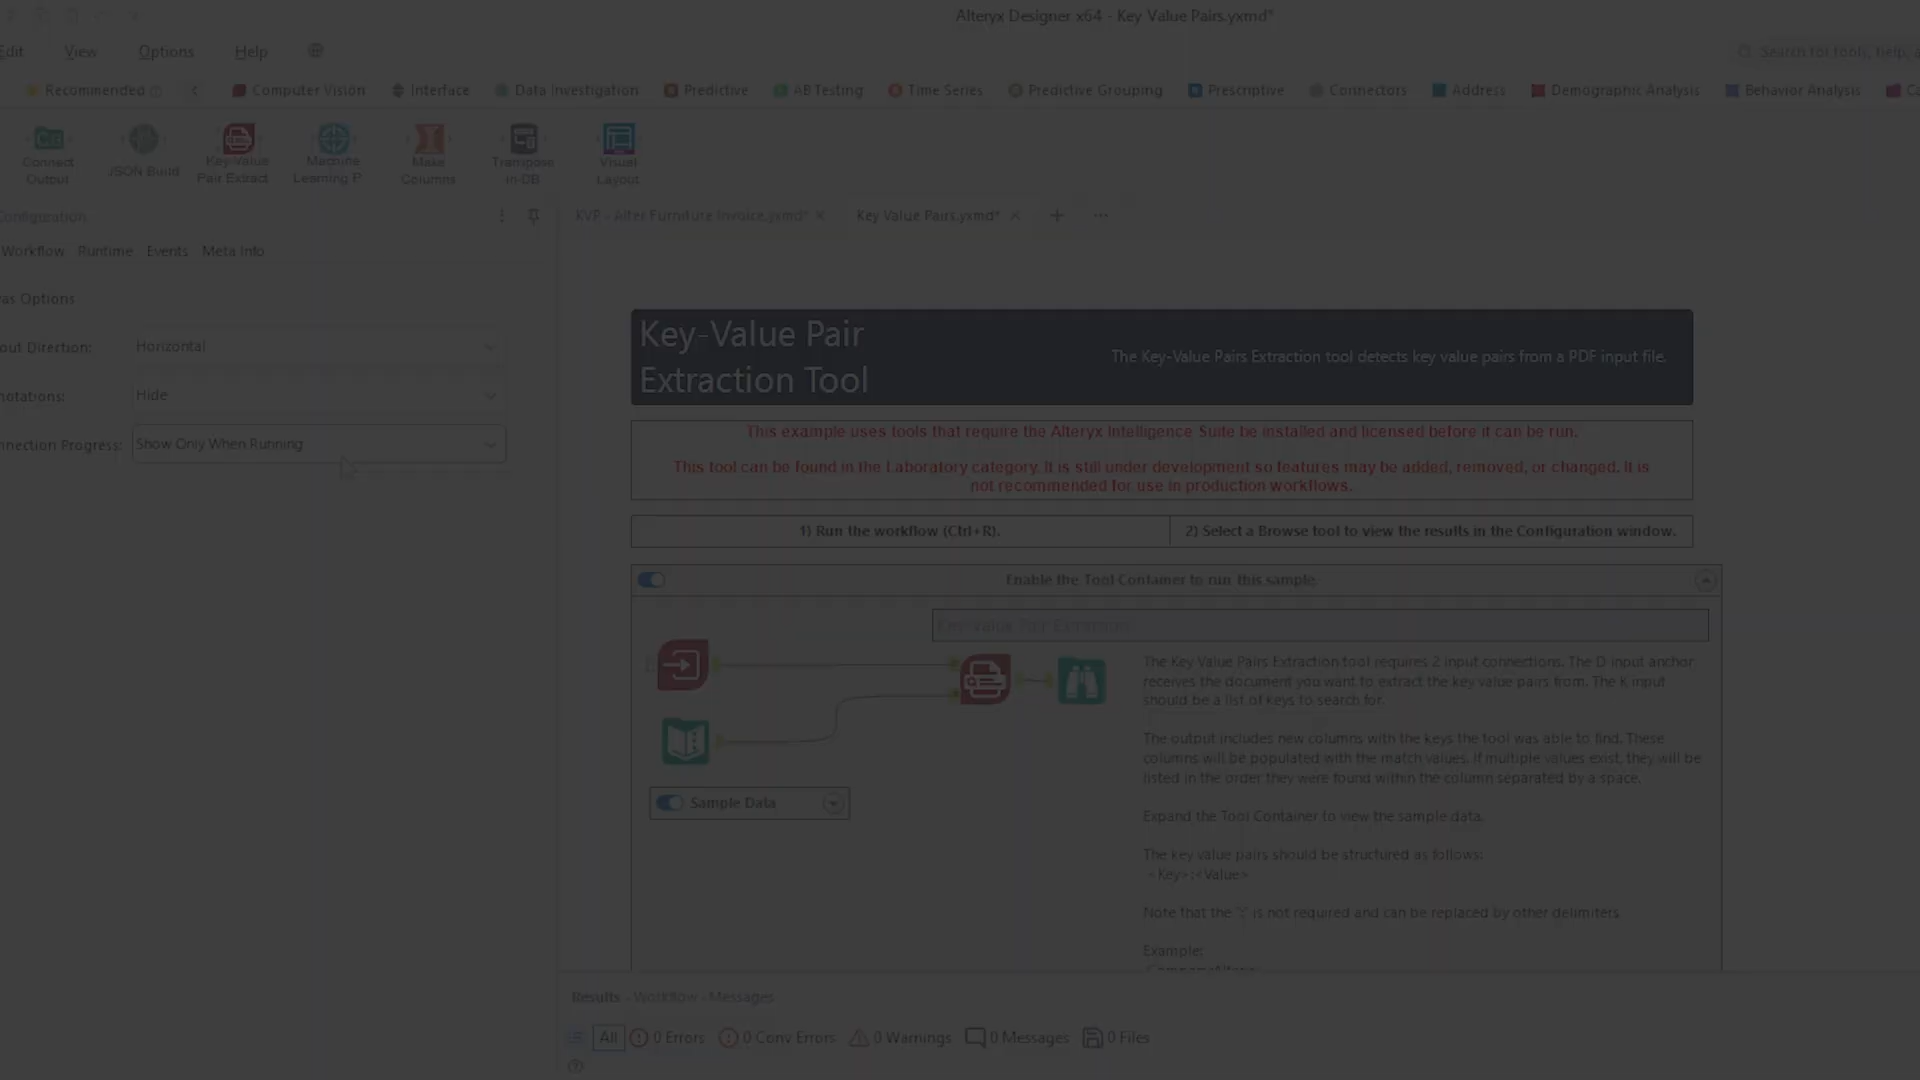 Alteryx Designer x64 - Key Value Pairs.yxmd*
Edit View Options Help
Search for tools, help, a
Recommended Computer Vision Interface Data Investigation Predictive AB Testing Time Series Predictive Grouping Prescriptive Connectors Address Demographic Analysis Behavior Analysis Ca
Connect Output
JSON Build
Key-Value Pair Extract
Machine Learning P
Make Columns
Transpose In-DB
Visual Layout
Configuration
KVP - Alter Furniture Invoice.yxmd*
Key Value Pairs.yxmd*
Workflow Runtime Events Meta Info
vas Options
out Direction: Horizontal
notations: Hide
nnection Progress: Show Only When Running
Key-Value Pair
Extraction Tool
The Key-Value Pairs Extraction tool detects key value pairs from a PDF input file.
This example uses tools that require the Alteryx Intelligence Suite be installed and licensed before it can be run.
This tool can be found in the Laboratory category. It is still under development so features may be added, removed, or changed. It is
not recommended for use in production workflows.
1) Run the workflow (Ctrl+R).
2) Select a Browse tool to view the results in the Configuration window.
Enable the Tool Container to run this sample
The Key Value Pairs Extraction tool requires 2 input connections. The D input anchor
receives the document you want to extract the key value pairs from. The K input
should be a list of keys to search for.
The output includes new columns with the keys the tool was able to find. These
columns will be populated with the match values. If multiple values exist, they will be
listed in the order they were found within the column separated by a space.
Sample Data
Expand the Tool Container to view the sample data.
The key value pairs should be structured as follows:
<Key>:<Value>
Note that the ':' is not required and can be replaced by other delimiters.
Example:
Results - Workflow - Messages
All 0 Errors 0 Conv Errors 0 Warnings 0 Messages 0 Files